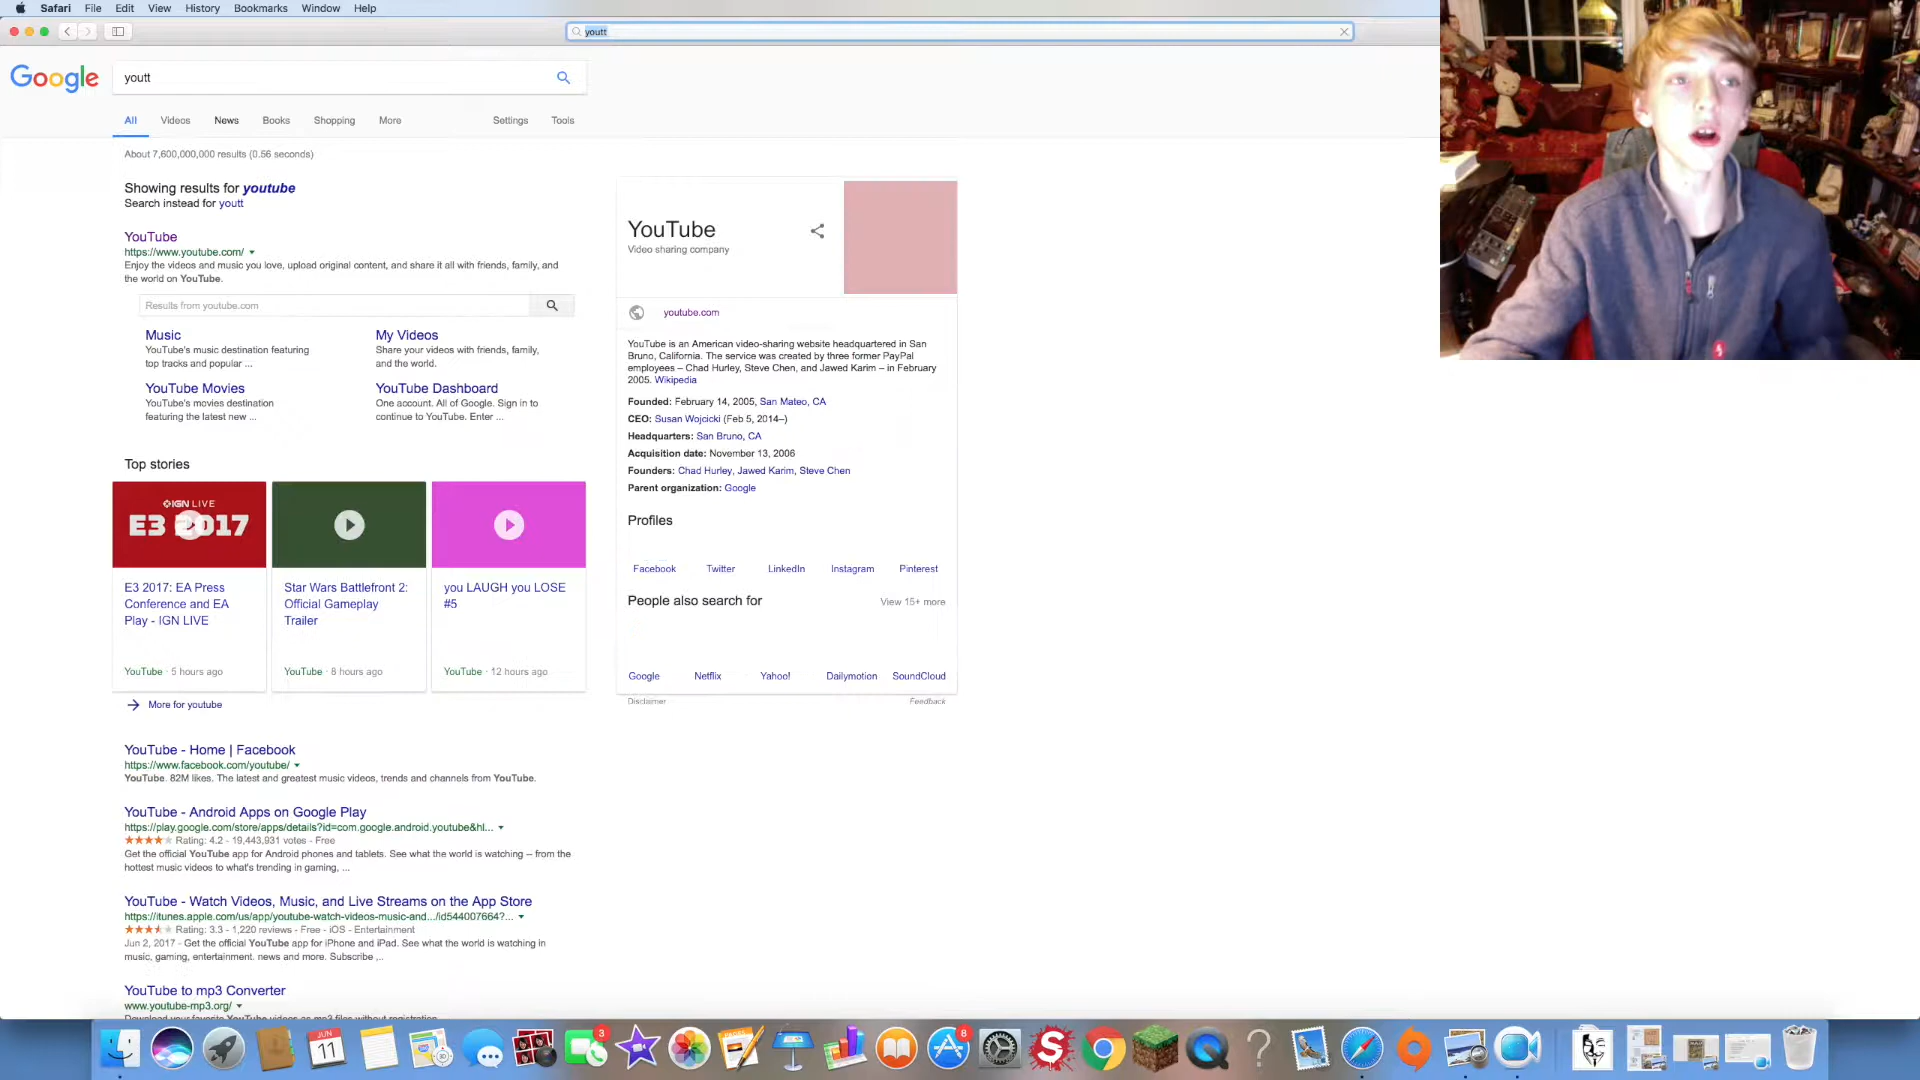 Safari File Edit View History Bookmarks Window Help
youtt
Google
youtt
All Videos News Books Shopping More Settings Tools
About 7,600,000,000 results (0.56 seconds)
Showing results for youtube
Search instead for youtt
YouTube
https://www.youtube.com/
Enjoy the videos and music you love, upload original content, and share it all with friends, family, and
the world on YouTube.
Results from youtube.com
Music
YouTube's music destination featuring
top tracks and popular ...
My Videos
Share your videos with friends, family,
and the world.
YouTube Movies
YouTube's movies destination
featuring the latest new ...
YouTube Dashboard
One account. All of Google. Sign in to
continue to YouTube. Enter ...
Top stories
IGN LIVE
E3 2017
E3 2017: EA Press
Conference and EA
Play - IGN LIVE
YouTube · 5 hours ago
Star Wars Battlefront 2:
Official Gameplay
Trailer
YouTube · 8 hours ago
you LAUGH you LOSE
#5
YouTube · 12 hours ago
More for youtube
YouTube - Home | Facebook
https://www.facebook.com/youtube/
YouTube. 82M likes. The latest and greatest music videos, trends and channels from YouTube.
YouTube - Android Apps on Google Play
https://play.google.com/store/apps/details?id=com.google.android.youtube&hl...
Rating: 4.2 - 19,443,931 votes - Free
Get the official YouTube app for Android phones and tablets. See what the world is watching -- from the
hottest music videos to what's trending in gaming, ...
YouTube - Watch Videos, Music, and Live Streams on the App Store
https://itunes.apple.com/us/app/youtube-watch-videos-music-and.../id544007664?...
Rating: 3.3 - 1,220 reviews - Free - iOS - Entertainment
Jun 2, 2017 - Get the official YouTube app for iPhone and iPad. See what the world is watching in
music, gaming, entertainment, news and more. Subscribe ...
YouTube to mp3 Converter
www.youtube-mp3.org/
Download your favorite YouTube videos as mp3 files without registration.
YouTube
Video sharing company
youtube.com
YouTube is an American video-sharing website headquartered in San
Bruno, California. The service was created by three former PayPal
employees – Chad Hurley, Steve Chen, and Jawed Karim – in February
2005. Wikipedia
Founded: February 14, 2005, San Mateo, CA
CEO: Susan Wojcicki (Feb 5, 2014–)
Headquarters: San Bruno, CA
Acquisition date: November 13, 2006
Founders: Chad Hurley, Jawed Karim, Steve Chen
Parent organization: Google
Profiles
Facebook Twitter LinkedIn Instagram Pinterest
People also search for View 15+ more
Google Netflix Yahoo! Dailymotion SoundCloud
Disclaimer Feedback
JUN
11
3
PAGES
8
S
?